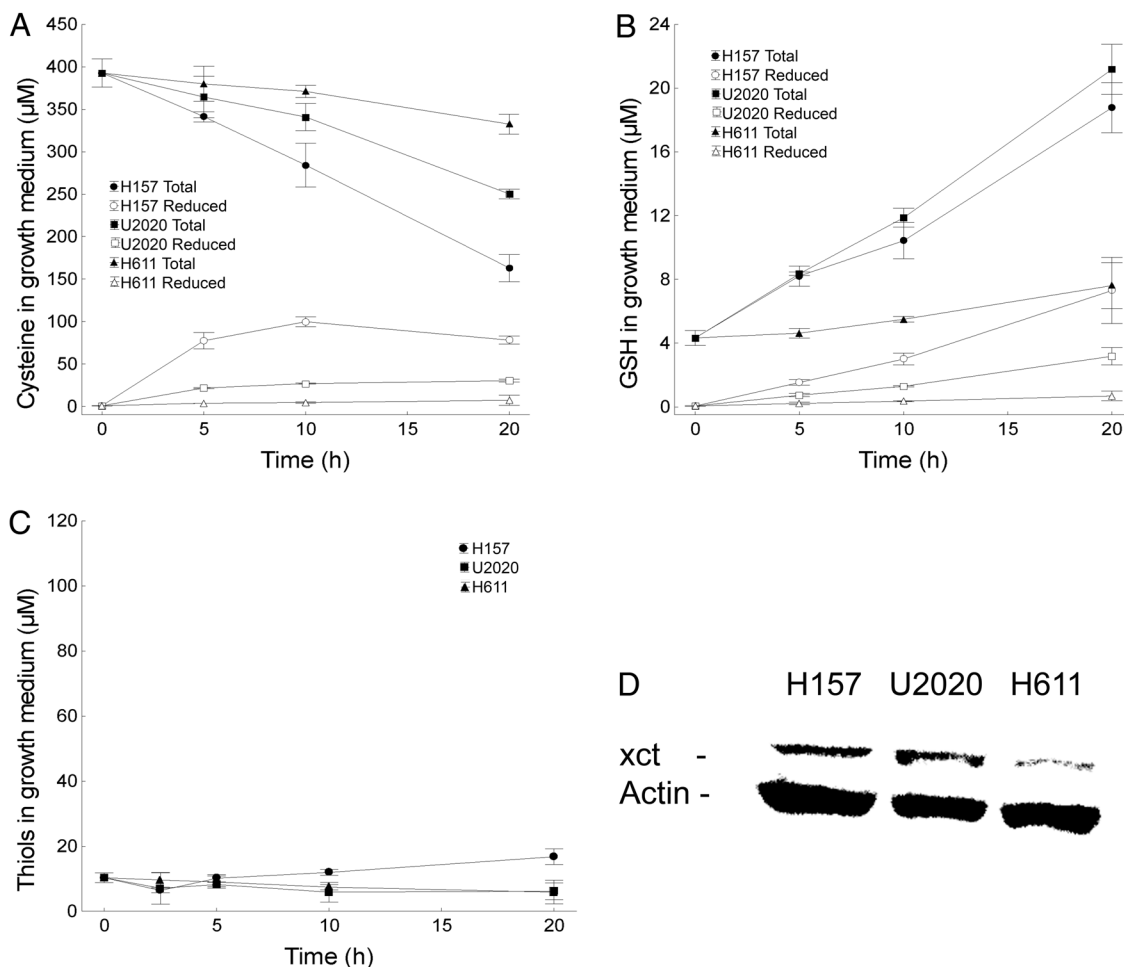 A
Cysteine in growth medium (µM)
450
400
350
300
250
200
150
100
50
0
H157 Total
H157 Reduced
U2020 Total
U2020 Reduced
H611 Total
H611 Reduced
0 5 10 15 20
Time (h)
B
GSH in growth medium (µM)
24
20
16
12
8
4
0
H157 Total
H157 Reduced
U2020 Total
U2020 Reduced
H611 Total
H611 Reduced
0 5 10 15 20
Time (h)
C
Thiols in growth medium (µM)
120
100
80
60
40
20
0
H157
U2020
H611
0 5 10 15 20
Time (h)
D H157 U2020 H611
xct -
Actin -